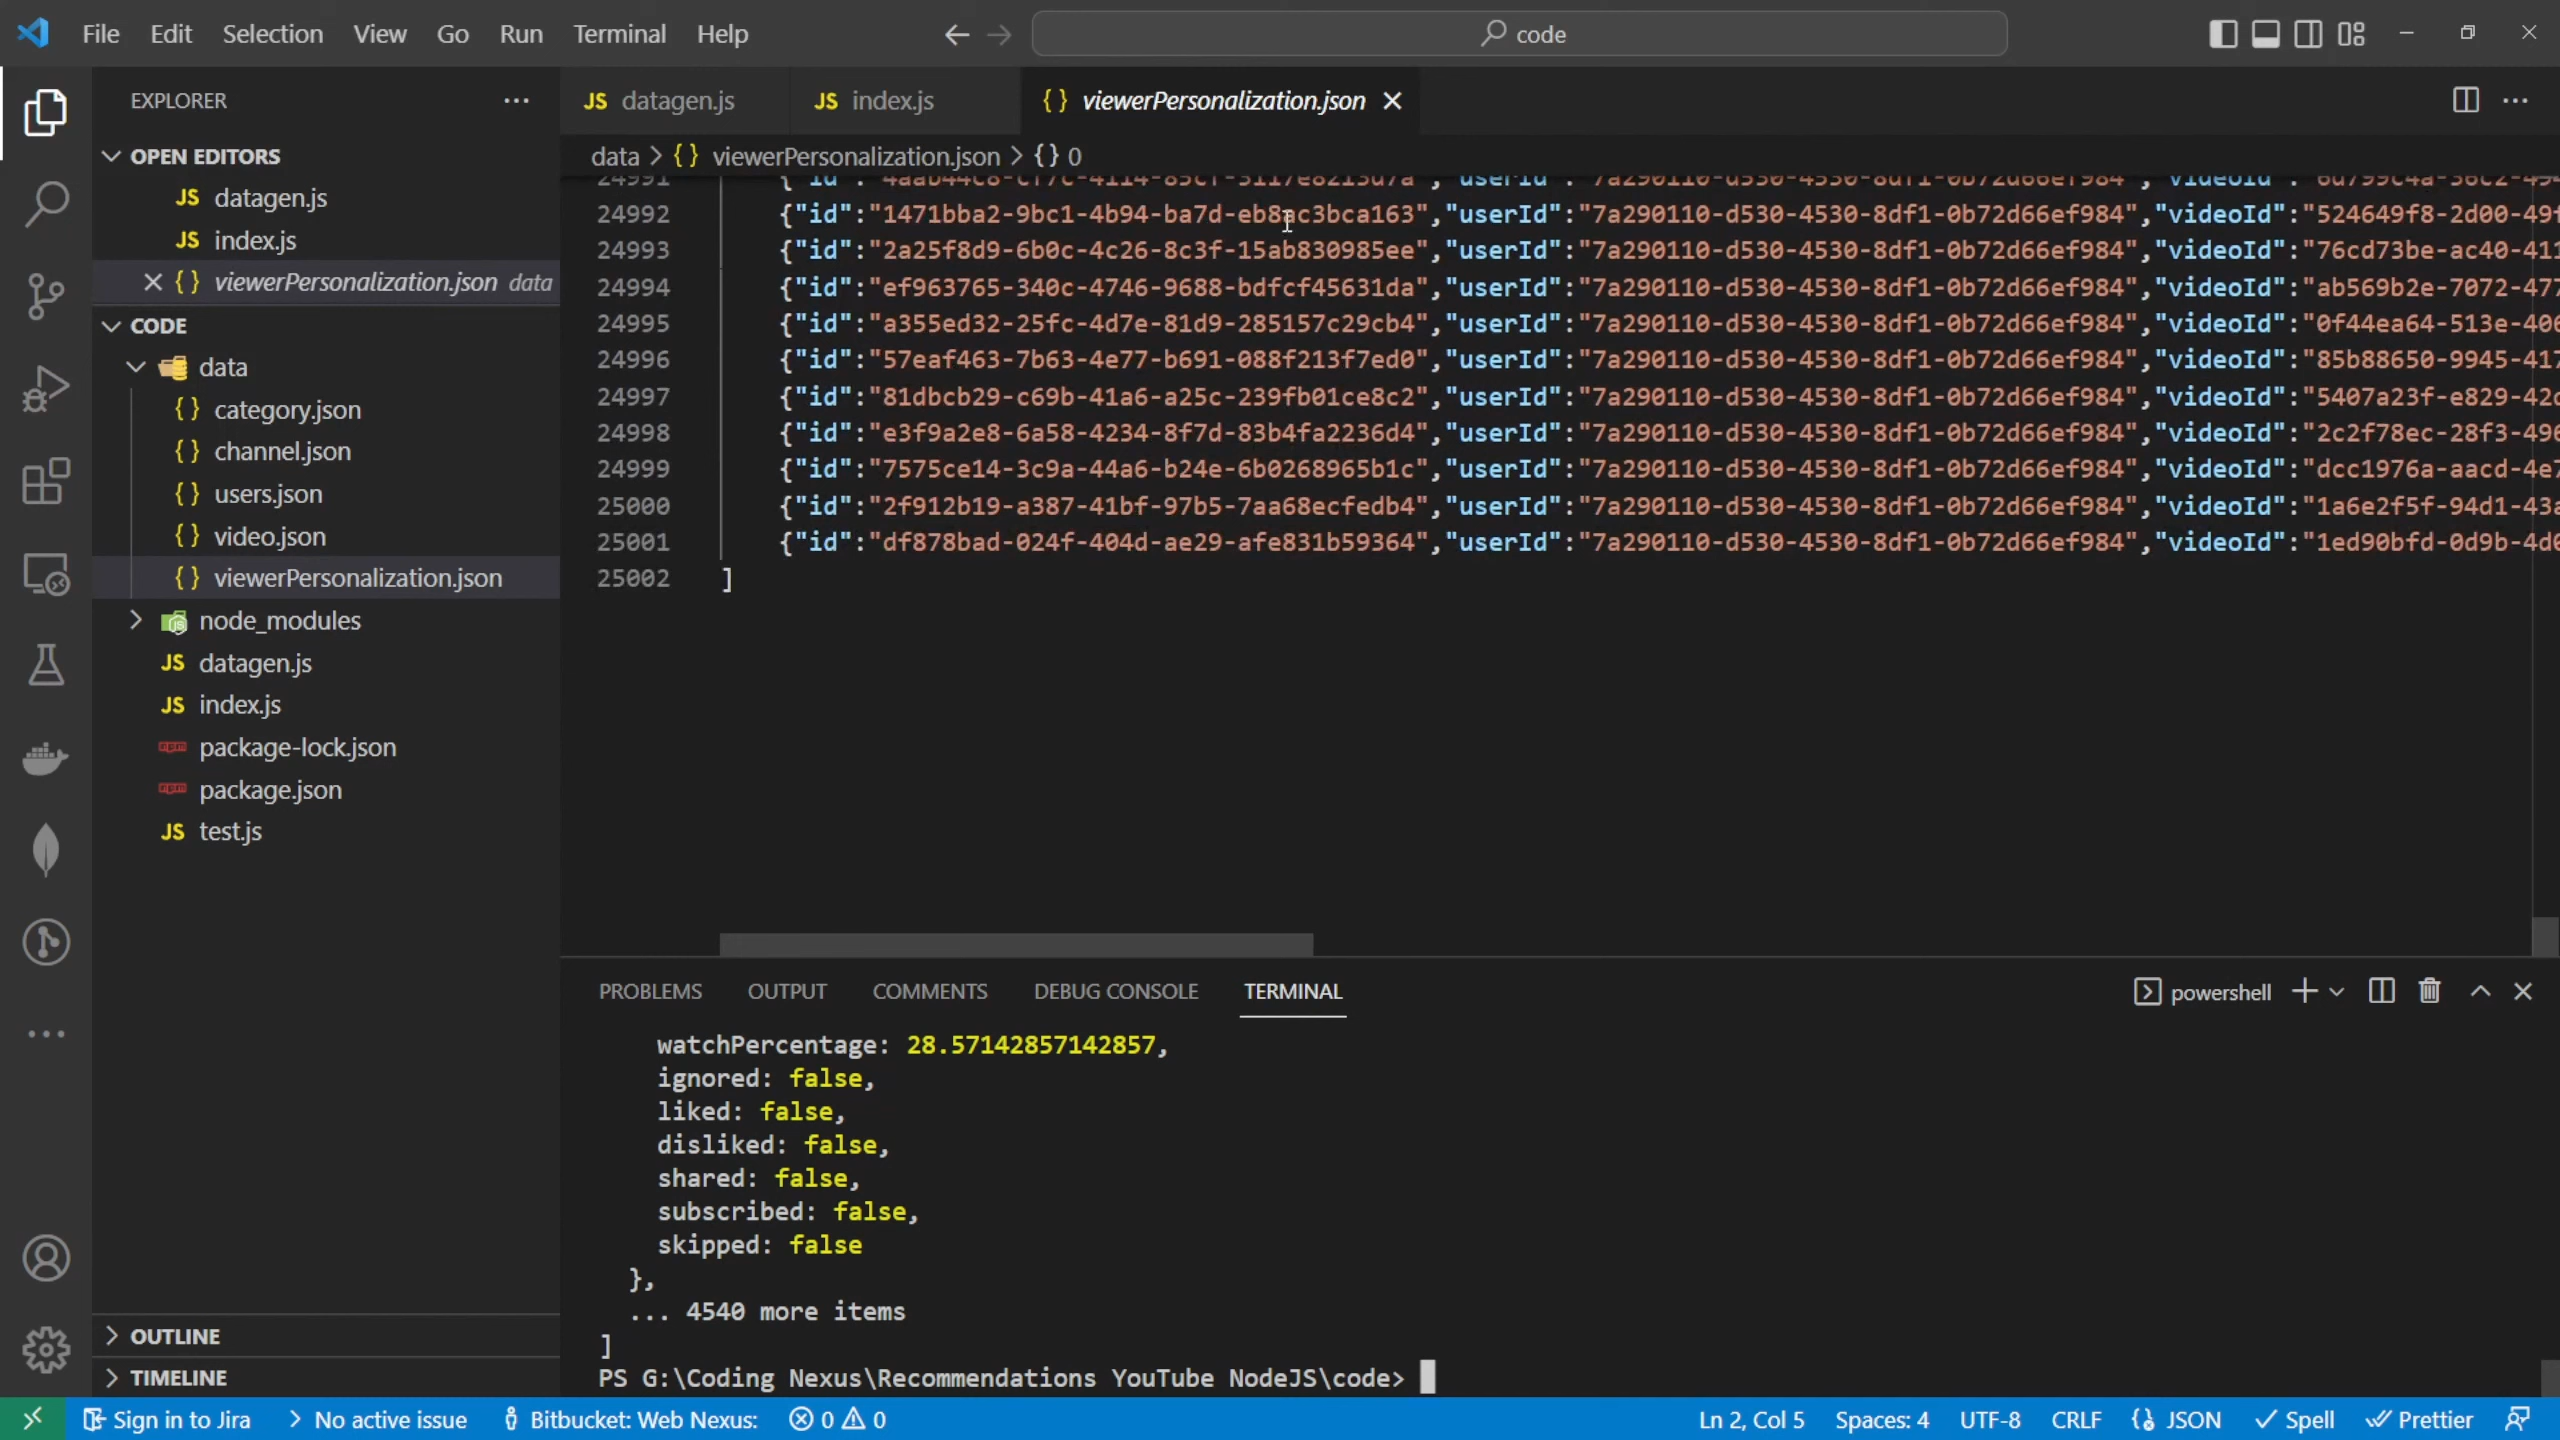 File Edit Selection View Go Run Terminal Help
code
EXPLORER
OPEN EDITORS
JS datagen.js
JS index.js
{} viewerPersonalization.json data
CODE
data
{} category.json
{} channel.json
{} users.json
{} video.json
{} viewerPersonalization.json
node_modules
JS datagen.js
JS index.js
package-lock.json
package.json
JS test.js
OUTLINE
TIMELINE
JS datagen.js
JS index.js
{} viewerPersonalization.json
data > {} viewerPersonalization.json > {} 0
24992 {"id":"1471bba2-9bc1-4b94-ba7d-eb8ac3bca163","userId":"7a290110-d530-4530-8df1-0b72d66ef984","videoId":"524649f8-2d00-49f
24993 {"id":"2a25f8d9-6b0c-4c26-8c3f-15ab830985ee","userId":"7a290110-d530-4530-8df1-0b72d66ef984","videoId":"76cd73be-ac40-411
24994 {"id":"ef963765-340c-4746-9688-bdfcf45631da","userId":"7a290110-d530-4530-8df1-0b72d66ef984","videoId":"ab569b2e-7072-477
24995 {"id":"a355ed32-25fc-4d7e-81d9-285157c29cb4","userId":"7a290110-d530-4530-8df1-0b72d66ef984","videoId":"0f44ea64-513e-406
24996 {"id":"57eaf463-7b63-4e77-b691-088f213f7ed0","userId":"7a290110-d530-4530-8df1-0b72d66ef984","videoId":"85b88650-9945-417
24997 {"id":"81dbcb29-c69b-41a6-a25c-239fb01ce8c2","userId":"7a290110-d530-4530-8df1-0b72d66ef984","videoId":"5407a23f-e829-42c
24998 {"id":"e3f9a2e8-6a58-4234-8f7d-83b4fa2236d4","userId":"7a290110-d530-4530-8df1-0b72d66ef984","videoId":"2c2f78ec-28f3-496
24999 {"id":"7575ce14-3c9a-44a6-b24e-6b0268965b1c","userId":"7a290110-d530-4530-8df1-0b72d66ef984","videoId":"dcc1976a-aacd-4e7
25000 {"id":"2f912b19-a387-41bf-97b5-7aa68ecfedb4","userId":"7a290110-d530-4530-8df1-0b72d66ef984","videoId":"1a6e2f5f-94d1-43a
25001 {"id":"df878bad-024f-404d-ae29-afe831b59364","userId":"7a290110-d530-4530-8df1-0b72d66ef984","videoId":"1ed90bfd-0d9b-4d0
25002 ]
PROBLEMS OUTPUT COMMENTS DEBUG CONSOLE TERMINAL
powershell
watchPercentage: 28.57142857142857,
ignored: false,
liked: false,
disliked: false,
shared: false,
subscribed: false,
skipped: false
},
... 4540 more items
]
PS G:\Coding Nexus\Recommendations YouTube NodeJS\code>
Sign in to Jira No active issue Bitbucket: Web Nexus: 0 0 Ln 2, Col 5 Spaces: 4 UTF-8 CRLF JSON Spell Prettier